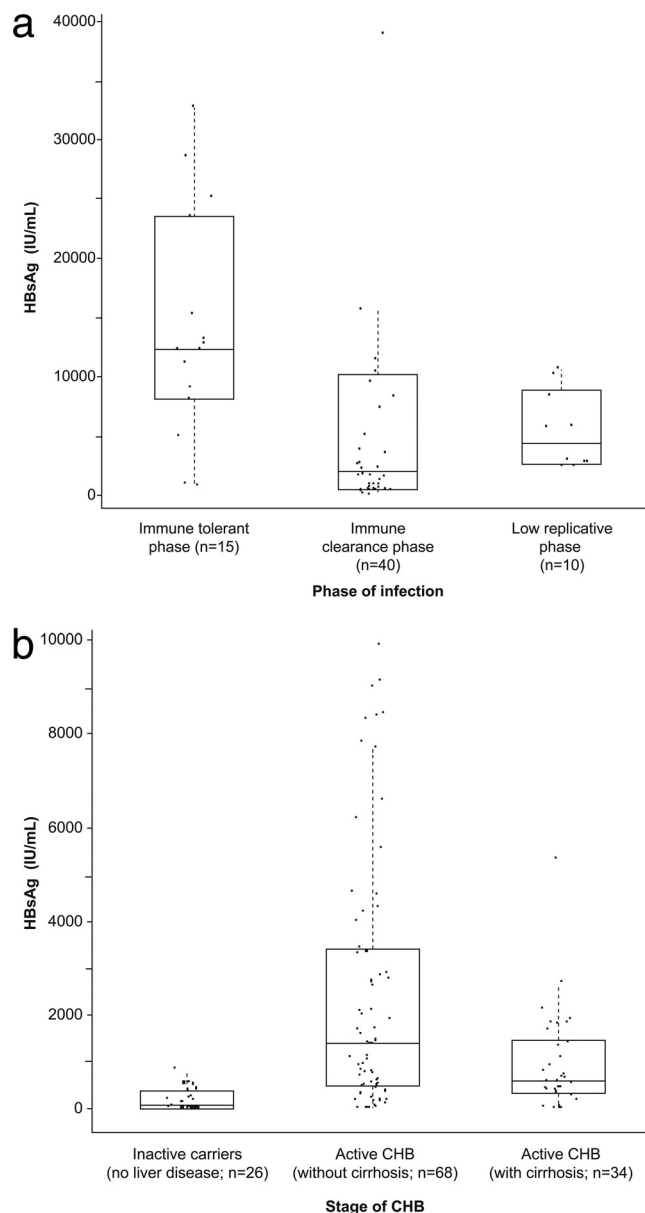 a
40000
30000
20000
10000
0
HBsAg (IU/mL)
Immune tolerant
phase (n=15)
Immune
clearance phase
(n=40)
Low replicative
phase
(n=10)
Phase of infection
b
10000
8000
6000
4000
2000
0
HBsAg (IU/mL)
Inactive carriers
(no liver disease; n=26)
Active CHB
(without cirrhosis; n=68)
Active CHB
(with cirrhosis; n=34)
Stage of CHB